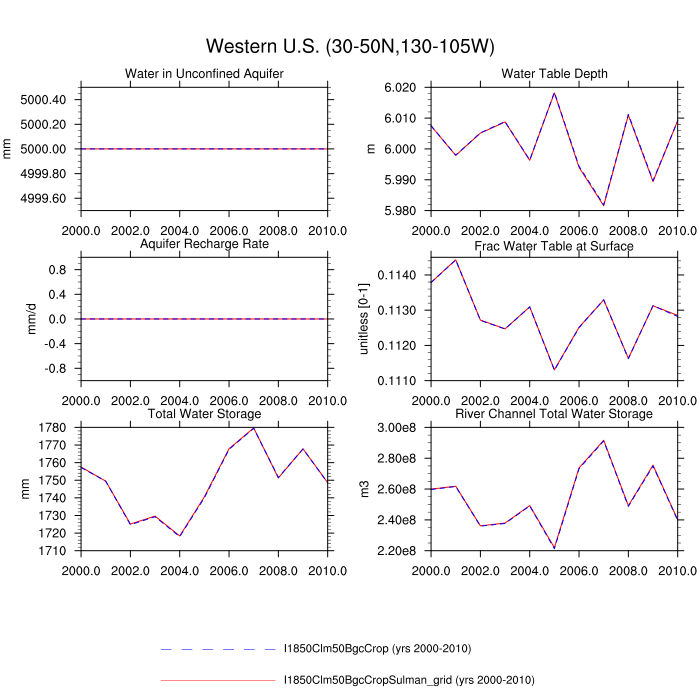 Western U.S. (30-50N,130-105W)
Water in Unconfined Aquifer
Water Table Depth
5000.40
5000.20
5000.00
4999.80
4999.60
mm
2000.0 2002.0 2004.0 2006.0 2008.0 2010.0
6.020
6.010
6.000
5.990
5.980
m
2000.0 2002.0 2004.0 2006.0 2008.0 2010.0
Aquifer Recharge Rate
Frac Water Table at Surface
0.8
0.4
0.0
-0.4
-0.8
mm/d
2000.0 2002.0 2004.0 2006.0 2008.0 2010.0
0.1140
0.1130
0.1120
0.1110
unitless [0-1]
2000.0 2002.0 2004.0 2006.0 2008.0 2010.0
Total Water Storage
River Channel Total Water Storage
1780
1770
1760
1750
1740
1730
1720
1710
mm
2000.0 2002.0 2004.0 2006.0 2008.0 2010.0
3.00e8
2.80e8
2.60e8
2.40e8
2.20e8
m3
2000.0 2002.0 2004.0 2006.0 2008.0 2010.0
I1850Clm50BgcCrop (yrs 2000-2010)
I1850Clm50BgcCropSulman_grid (yrs 2000-2010)